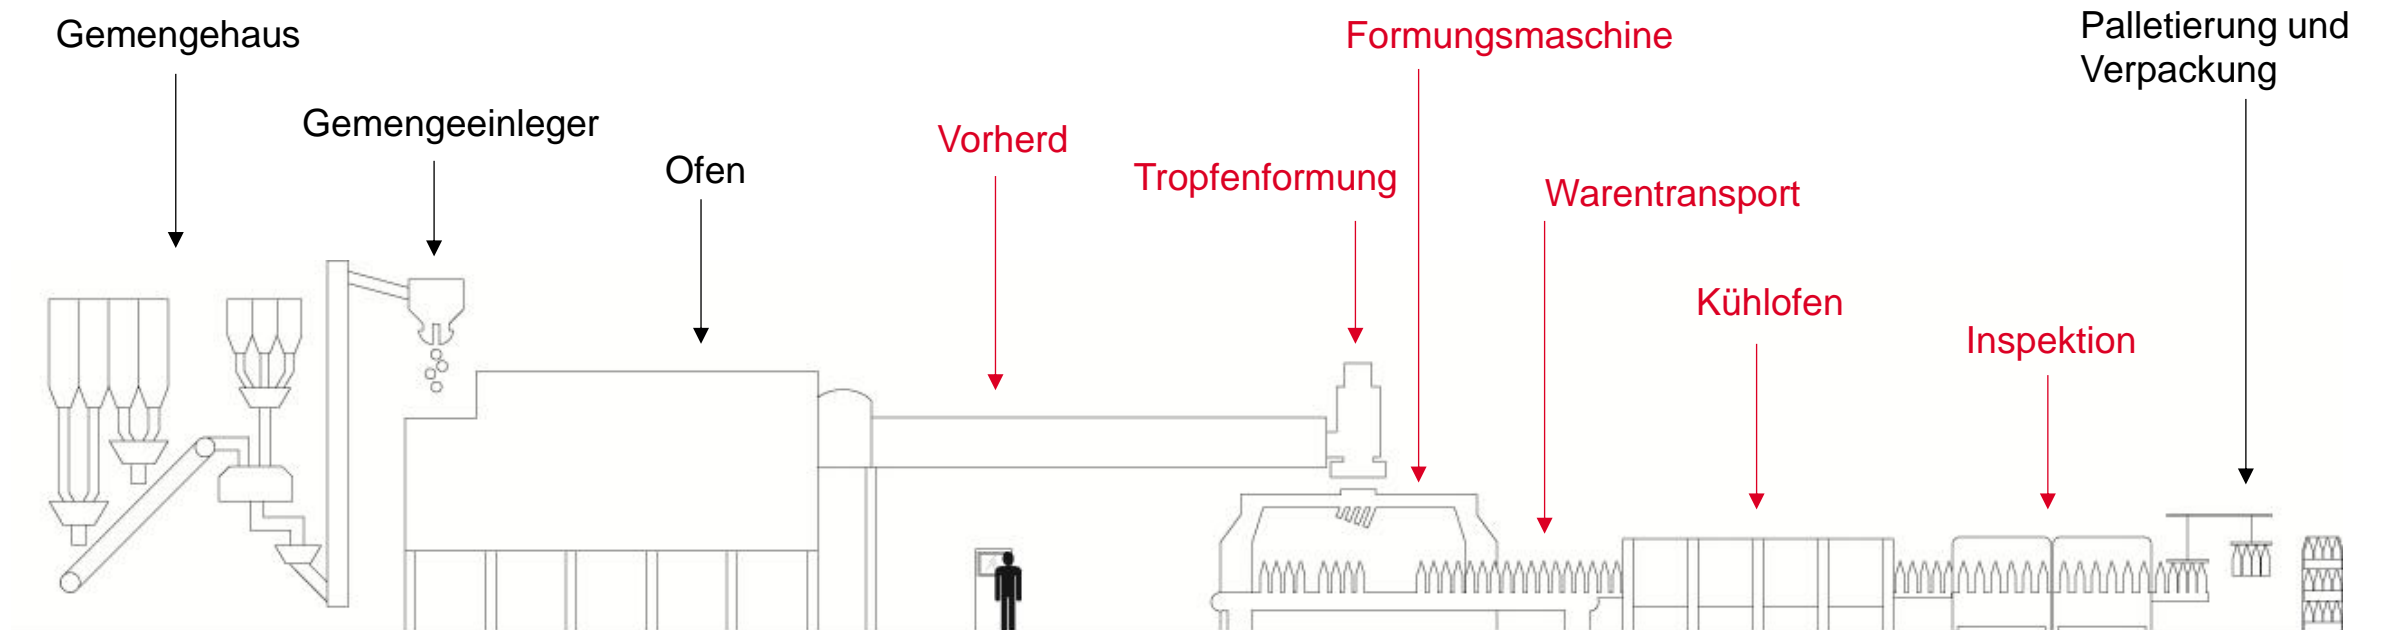 Gemengehaus
Gemengeeinleger
Ofen
Vorherd
Tropfenformung
Formungsmaschine
Warentransport
Kühlofen
Inspektion
Palletierung und
Verpackung